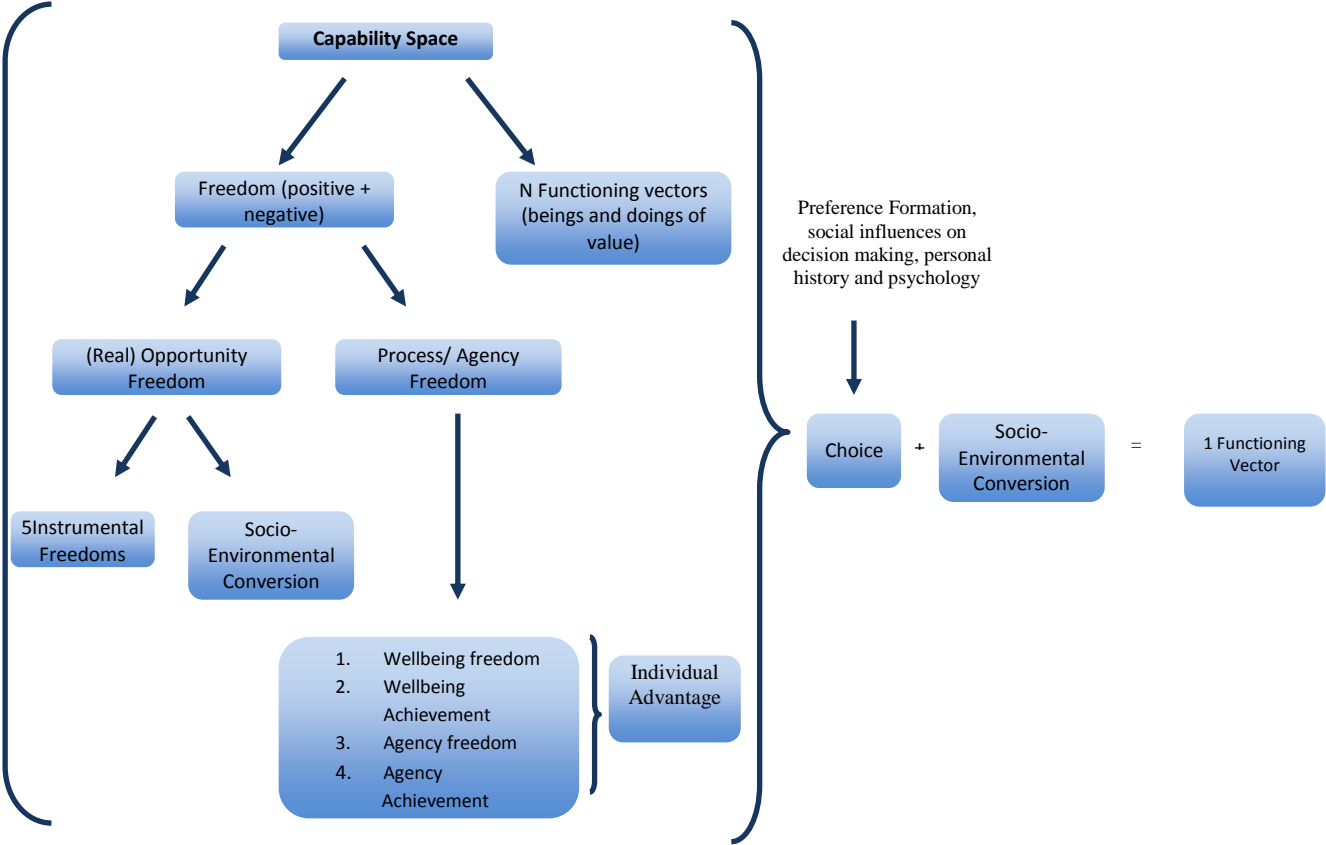 Capability Space
Freedom (positive +
negative)
N Functioning vectors
(beings and doings of
value)
Preference Formation,
social influences on
decision making, personal
history and psychology
(Real) Opportunity
Freedom
Process/ Agency
Freedom
Choice
+
Socio-
Environmental
Conversion
=
1 Functioning
Vector
5Instrumental
Freedoms
Socio-
Environmental
Conversion
1. Wellbeing freedom
2. Wellbeing
Achievement
3. Agency freedom
4. Agency
Achievement
Individual
Advantage